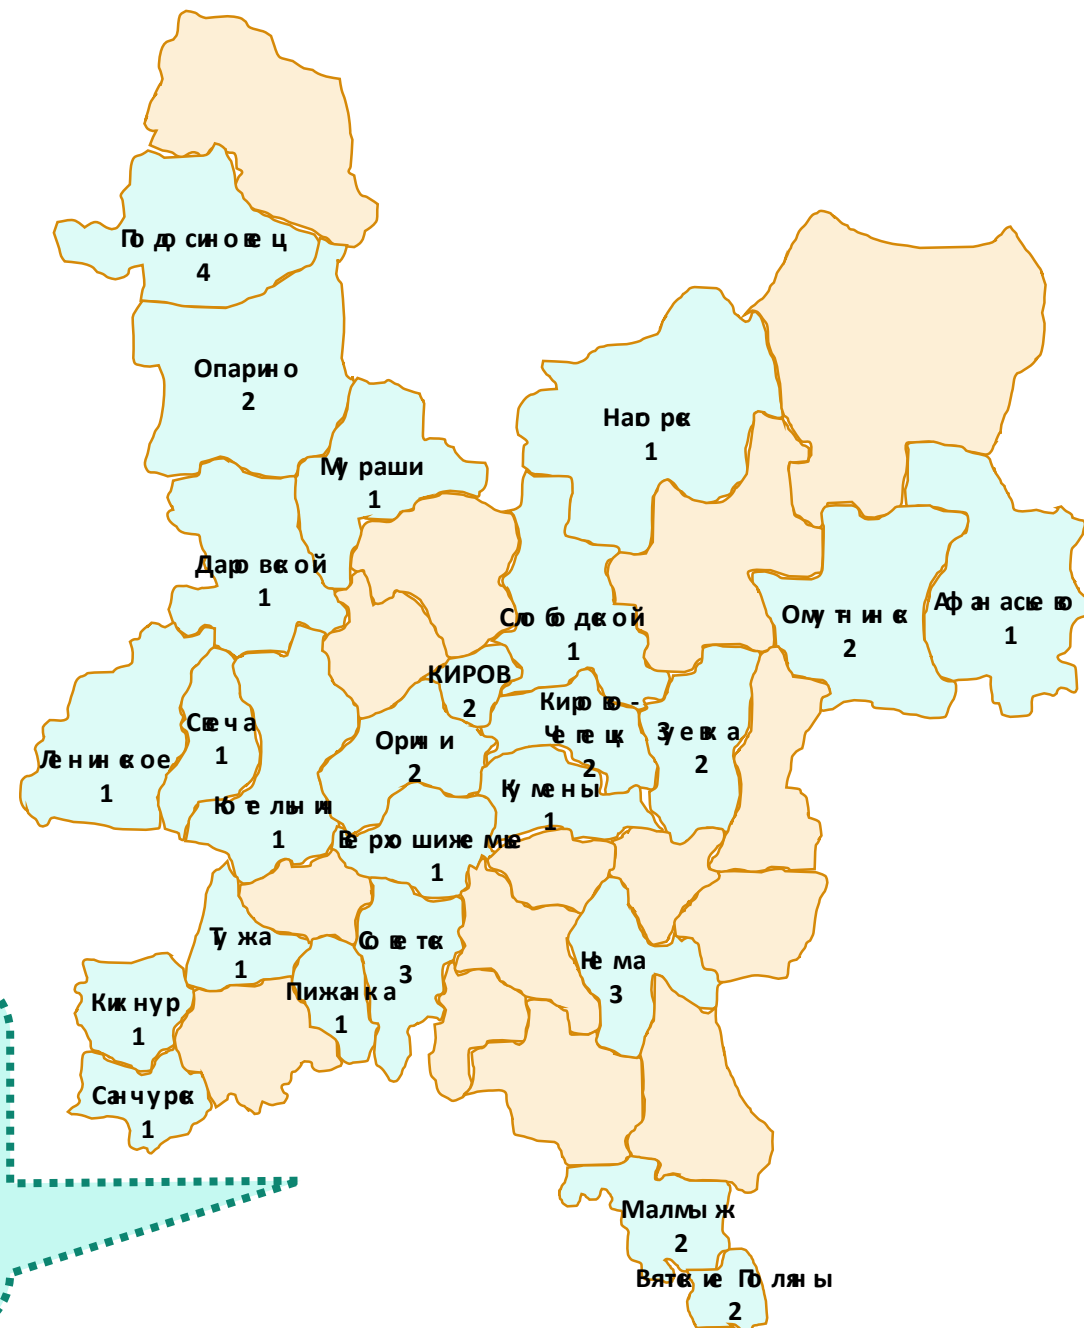 Подосиновец
4
Опарино
2
Нагорск
1
Мураши
1
Даровской
1
Слободской
1
Омутнинск
2
Афанасьево
1
КИРОВ
2
Кирово-
Чепецк
2
Зуевка
2
Свеча
1
Ленинское
1
Оричи
2
Кумены
1
Котельнич
1
Верхошижемье
1
Тужа
1
Советск
3
Нема
3
Пижанка
1
Кикнур
1
Санчурск
1
Малмыж
2
Вятские Поляны
2